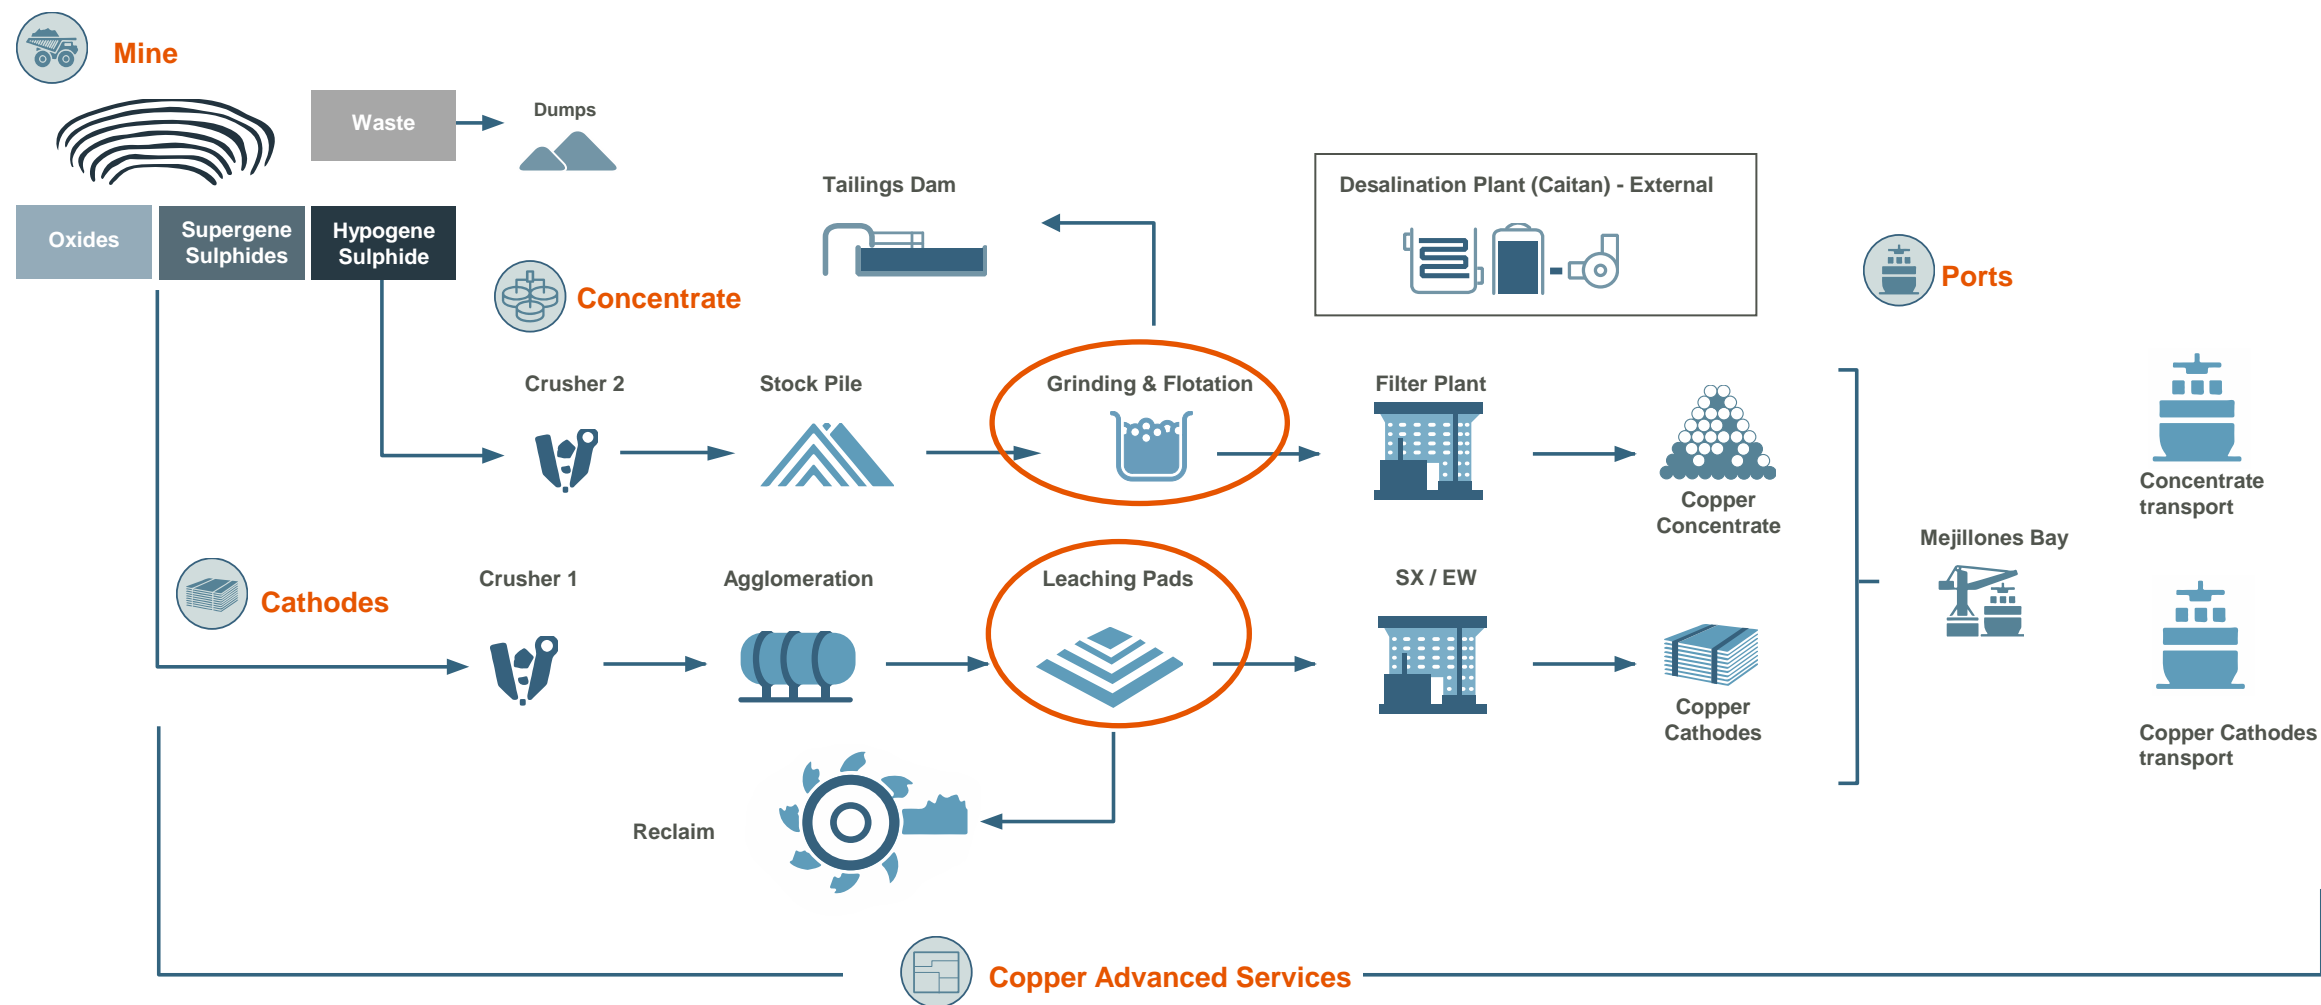 Mine
Waste
Dumps
Oxides
Supergene
Sulphides
Hypogene
Sulphide
Tailings Dam
Desalination Plant (Caitan) - External
Concentrate
Ports
Crusher 2
Stock Pile
Grinding & Flotation
Filter Plant
Copper
Concentrate
Concentrate
transport
Mejillones Bay
Cathodes
Crusher 1
Agglomeration
Leaching Pads
SX / EW
Copper
Cathodes
Copper Cathodes
transport
Reclaim
Copper Advanced Services